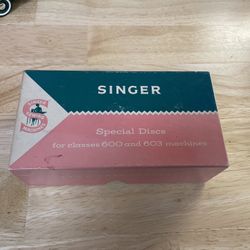 SINGER
Special Discs
for classes 600 and 603 machines